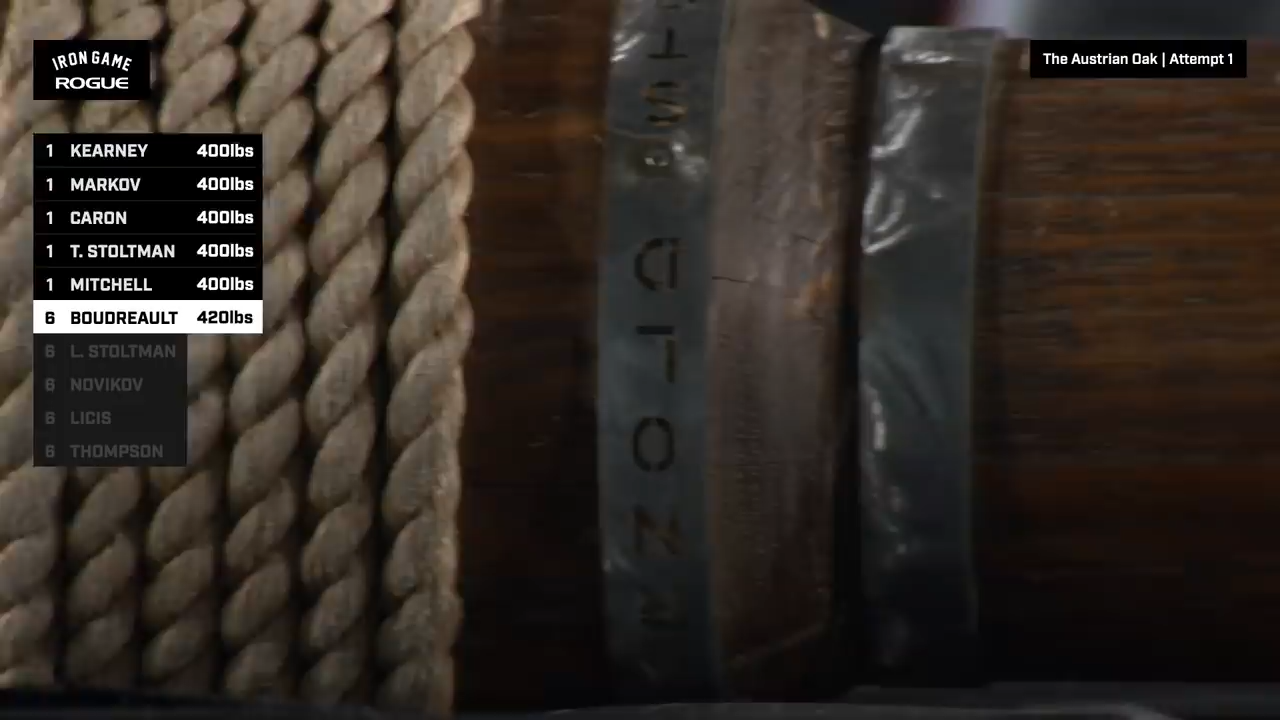 IRON GAME
ROGUE
The Austrian Oak | Attempt 1
1 KEARNEY 400lbs
1 MARKOV 400lbs
1 CARON 400lbs
1 T. STOLTMAN 400lbs
1 MITCHELL 400lbs
6 BOUDREAULT 420lbs
6 L. STOLTMAN
6 NOVIKOV
6 LICIS
6 THOMPSON